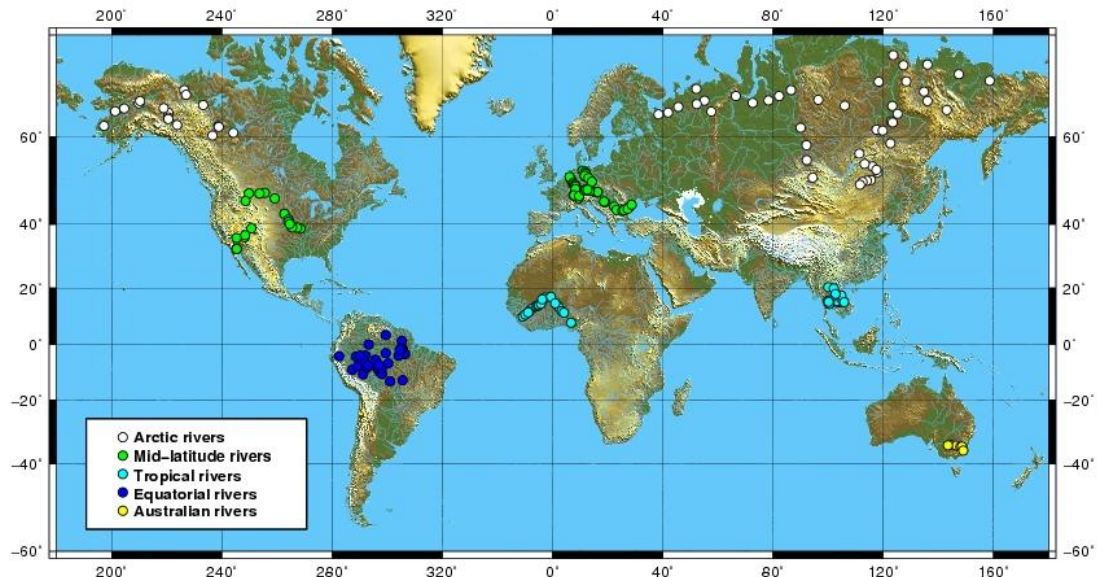 200˚ 240˚ 280˚ 320˚ 0˚ 40˚ 80˚ 120˚ 160˚
60˚ 60˚
40˚ 40˚
20˚ 20˚
0˚ 0˚
−20˚ −20˚
−40˚ −40˚
−60˚ −60˚
Arctic rivers
Mid−latitude rivers
Tropical rivers
Equatorial rivers
Australian rivers
200˚ 240˚ 280˚ 320˚ 0˚ 40˚ 80˚ 120˚ 160˚